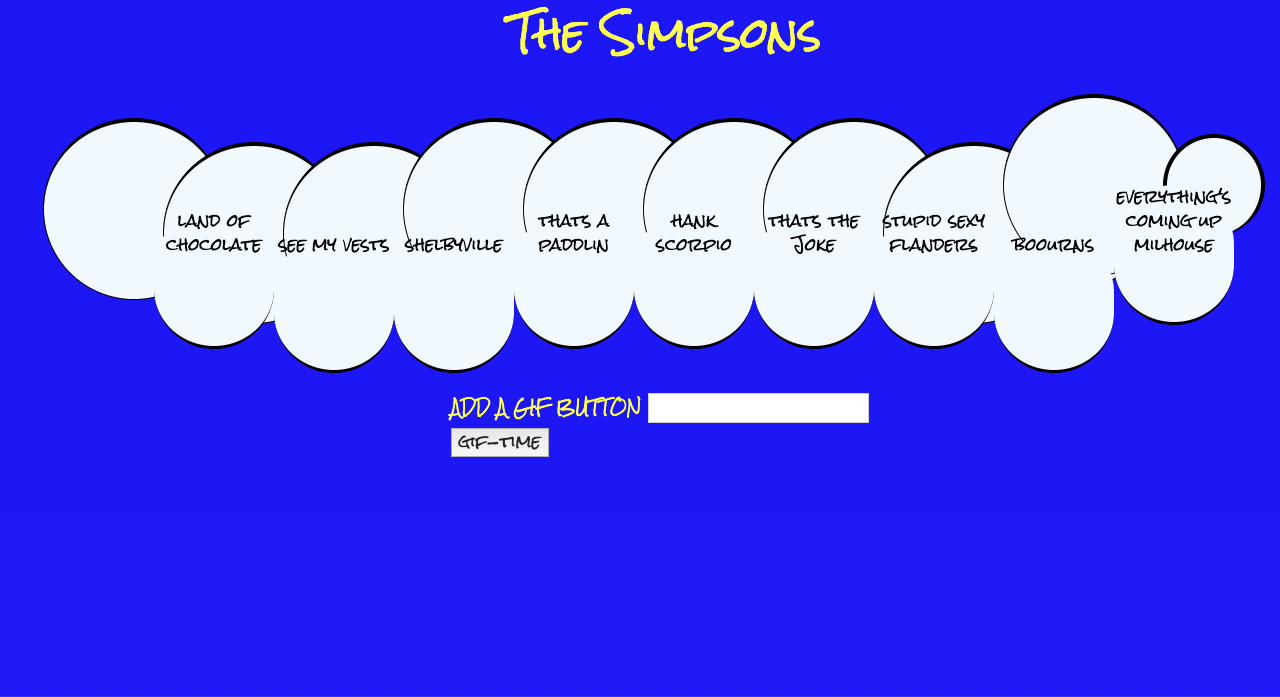 The Simpsons
LAND OF
CHOCOLATE
SEE MY VESTS
SHELBYVILLE
THATS A
PADDLIN
HANK
SCORPIO
THATS THE
JOKE
STUPID SEXY
FLANDERS
BOOURNS
EVERYTHING'S
COMING UP
MILHOUSE
ADD A GIF BUTTON
GIF-TIME